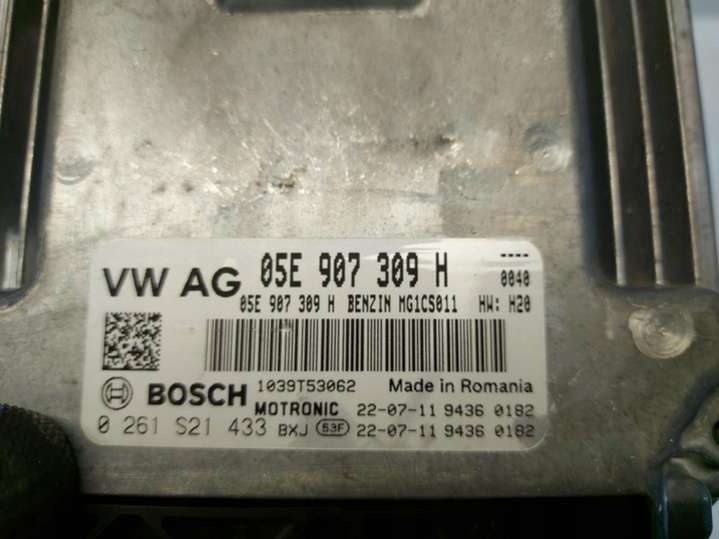 VW AG 05E 907 309 H ----
0040
05E 907 309 H BENZIN MG1CS011 HW: H20
BOSCH 1039T53062 Made in Romania
MOTRONIC 22-07-11 9436 0182
0 261 S21 433 BXJ 53F 22-07-11 9436 0182